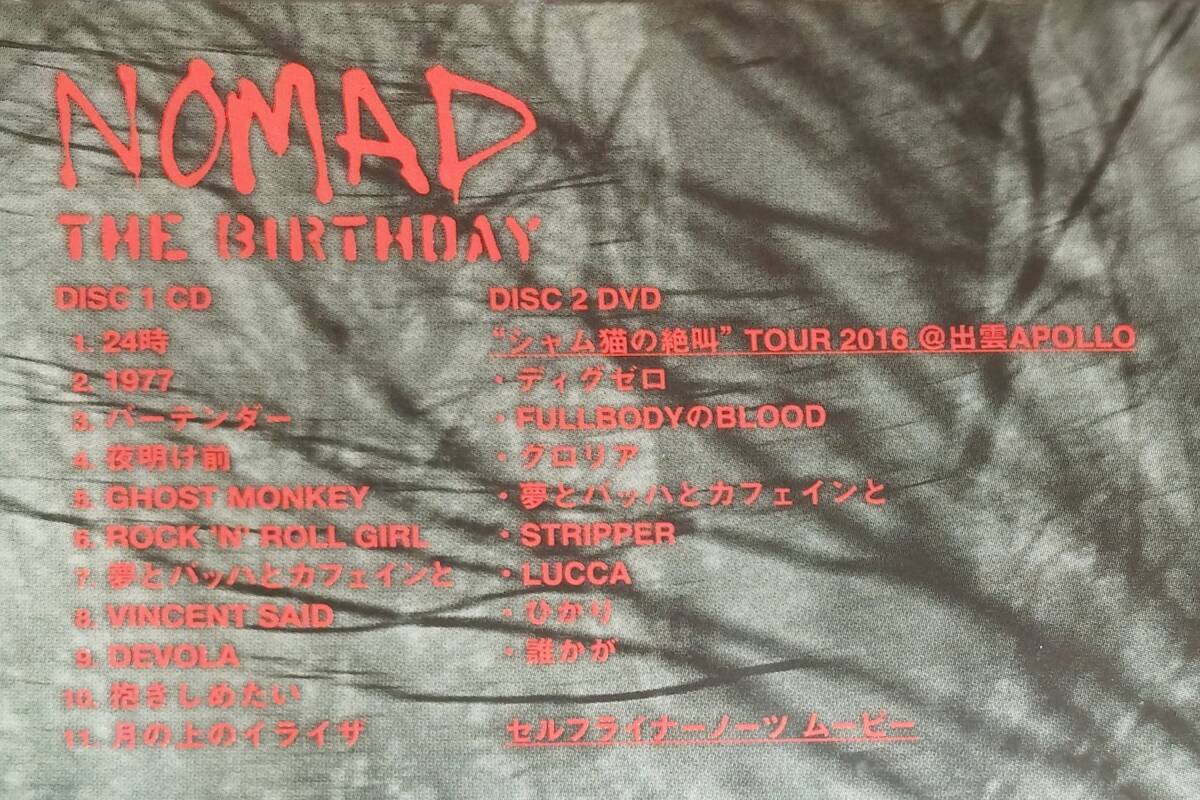 NOMAD
THE BIRTHDAY
DISC 1 CD
1. 24時
2. 1977
3. バーテンダー
4. 夜明け前
5. GHOST MONKEY
6. ROCK 'N' ROLL GIRL
7. 夢とバッハとカフェインと
8. VINCENT SAID
9. DEVOLA
10. 抱きしめたい
11. 月の上のイライザ
DISC 2 DVD
“シャム猫の絶叫” TOUR 2016 @出雲APOLLO
・ディグゼロ
・FULLBODYのBLOOD
・グロリア
・夢とバッハとカフェインと
・STRIPPER
・LUCCA
・ひかり
・誰かが
セルフライナーノーツ ムービー